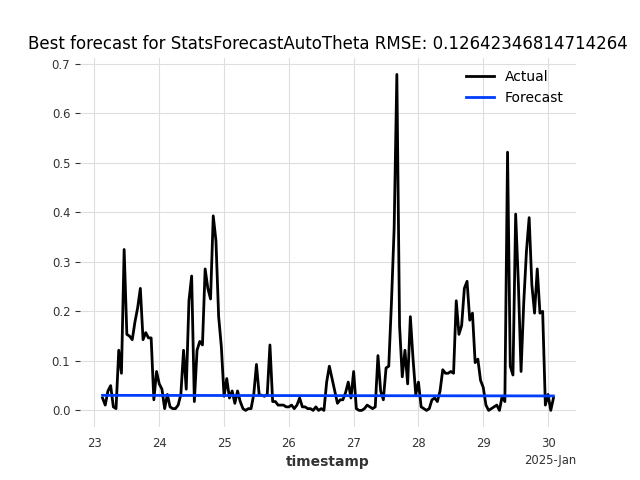 Best forecast for StatsForecastAutoTheta RMSE: 0.12642346814714264
Actual
Forecast
0.7
0.6
0.5
0.4
0.3
0.2
0.1
0.0
23 24 25 26 27 28 29 30
timestamp
2025-Jan